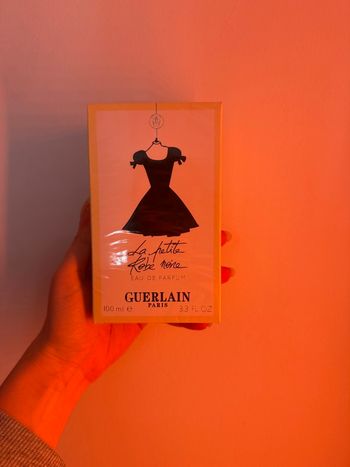 La petite
Robe noire
EAU DE PARFUM
GUERLAIN
PARIS
100 ml e 3.3 FL OZ